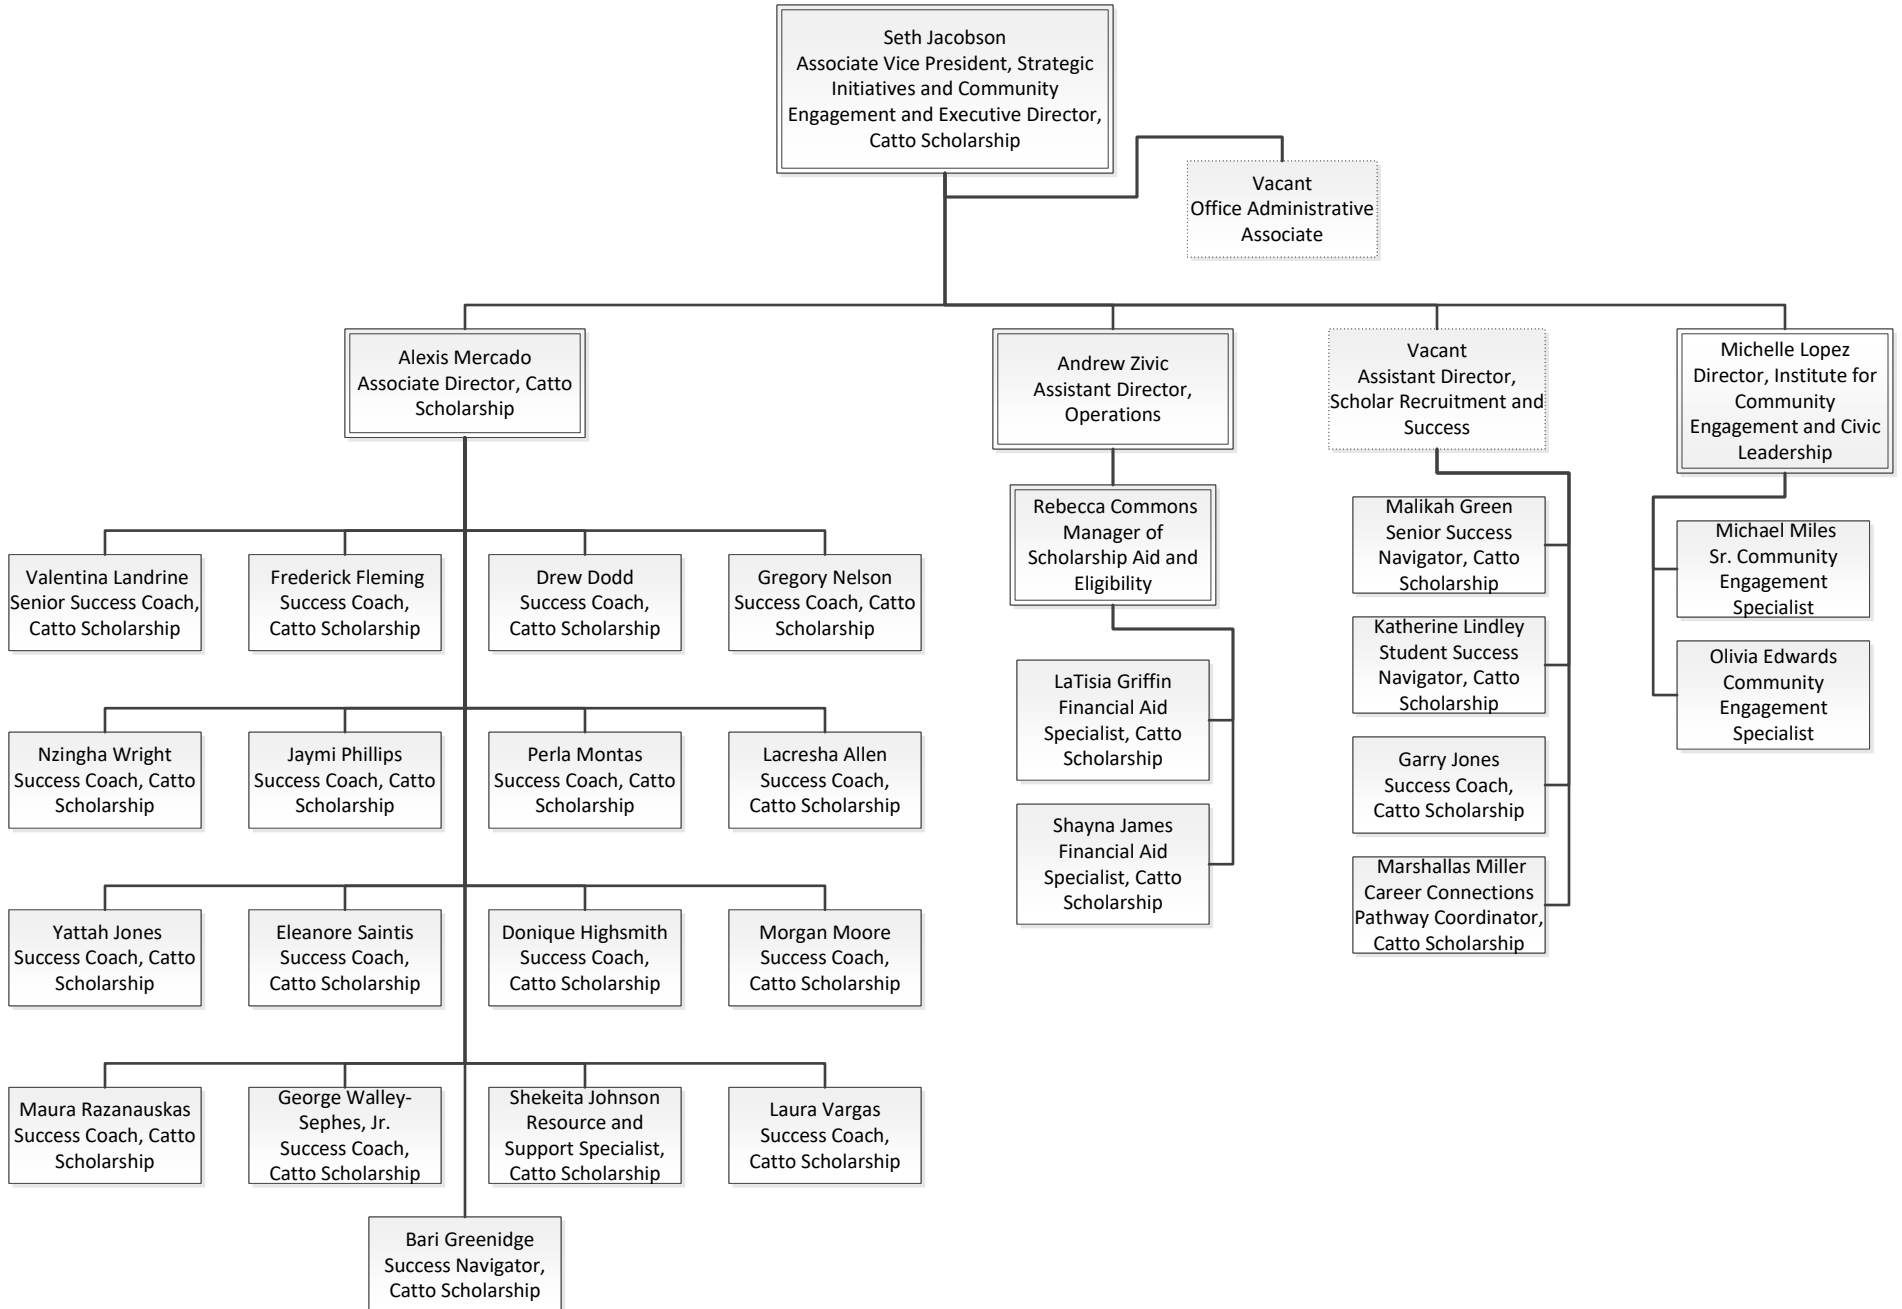 Seth Jacobson
Associate Vice President, Strategic
Initiatives and Community
Engagement and Executive Director,
Catto Scholarship
Vacant
Office Administrative
Associate
Alexis Mercado
Associate Director, Catto
Scholarship
Andrew Zivic
Assistant Director,
Operations
Vacant
Assistant Director,
Scholar Recruitment and
Success
Michelle Lopez
Director, Institute for
Community
Engagement and Civic
Leadership
Rebecca Commons
Manager of
Scholarship Aid and
Eligibility
LaTisia Griffin
Financial Aid
Specialist, Catto
Scholarship
Shayna James
Financial Aid
Specialist, Catto
Scholarship
Malikah Green
Senior Success
Navigator, Catto
Scholarship
Katherine Lindley
Student Success
Navigator, Catto
Scholarship
Garry Jones
Success Coach,
Catto Scholarship
Marshallas Miller
Career Connections
Pathway Coordinator,
Catto Scholarship
Michael Miles
Sr. Community
Engagement
Specialist
Olivia Edwards
Community
Engagement
Specialist
Valentina Landrine
Senior Success Coach,
Catto Scholarship
Frederick Fleming
Success Coach,
Catto Scholarship
Drew Dodd
Success Coach,
Catto Scholarship
Gregory Nelson
Success Coach, Catto
Scholarship
Nzingha Wright
Success Coach, Catto
Scholarship
Jaymi Phillips
Success Coach, Catto
Scholarship
Perla Montas
Success Coach, Catto
Scholarship
Lacresha Allen
Success Coach,
Catto Scholarship
Yattah Jones
Success Coach, Catto
Scholarship
Eleanore Saintis
Success Coach,
Catto Scholarship
Donique Highsmith
Success Coach,
Catto Scholarship
Morgan Moore
Success Coach,
Catto Scholarship
Maura Razanauskas
Success Coach, Catto
Scholarship
George Walley-
Sephes, Jr.
Success Coach,
Catto Scholarship
Shekeita Johnson
Resource and
Support Specialist,
Catto Scholarship
Laura Vargas
Success Coach,
Catto Scholarship
Bari Greenidge
Success Navigator,
Catto Scholarship